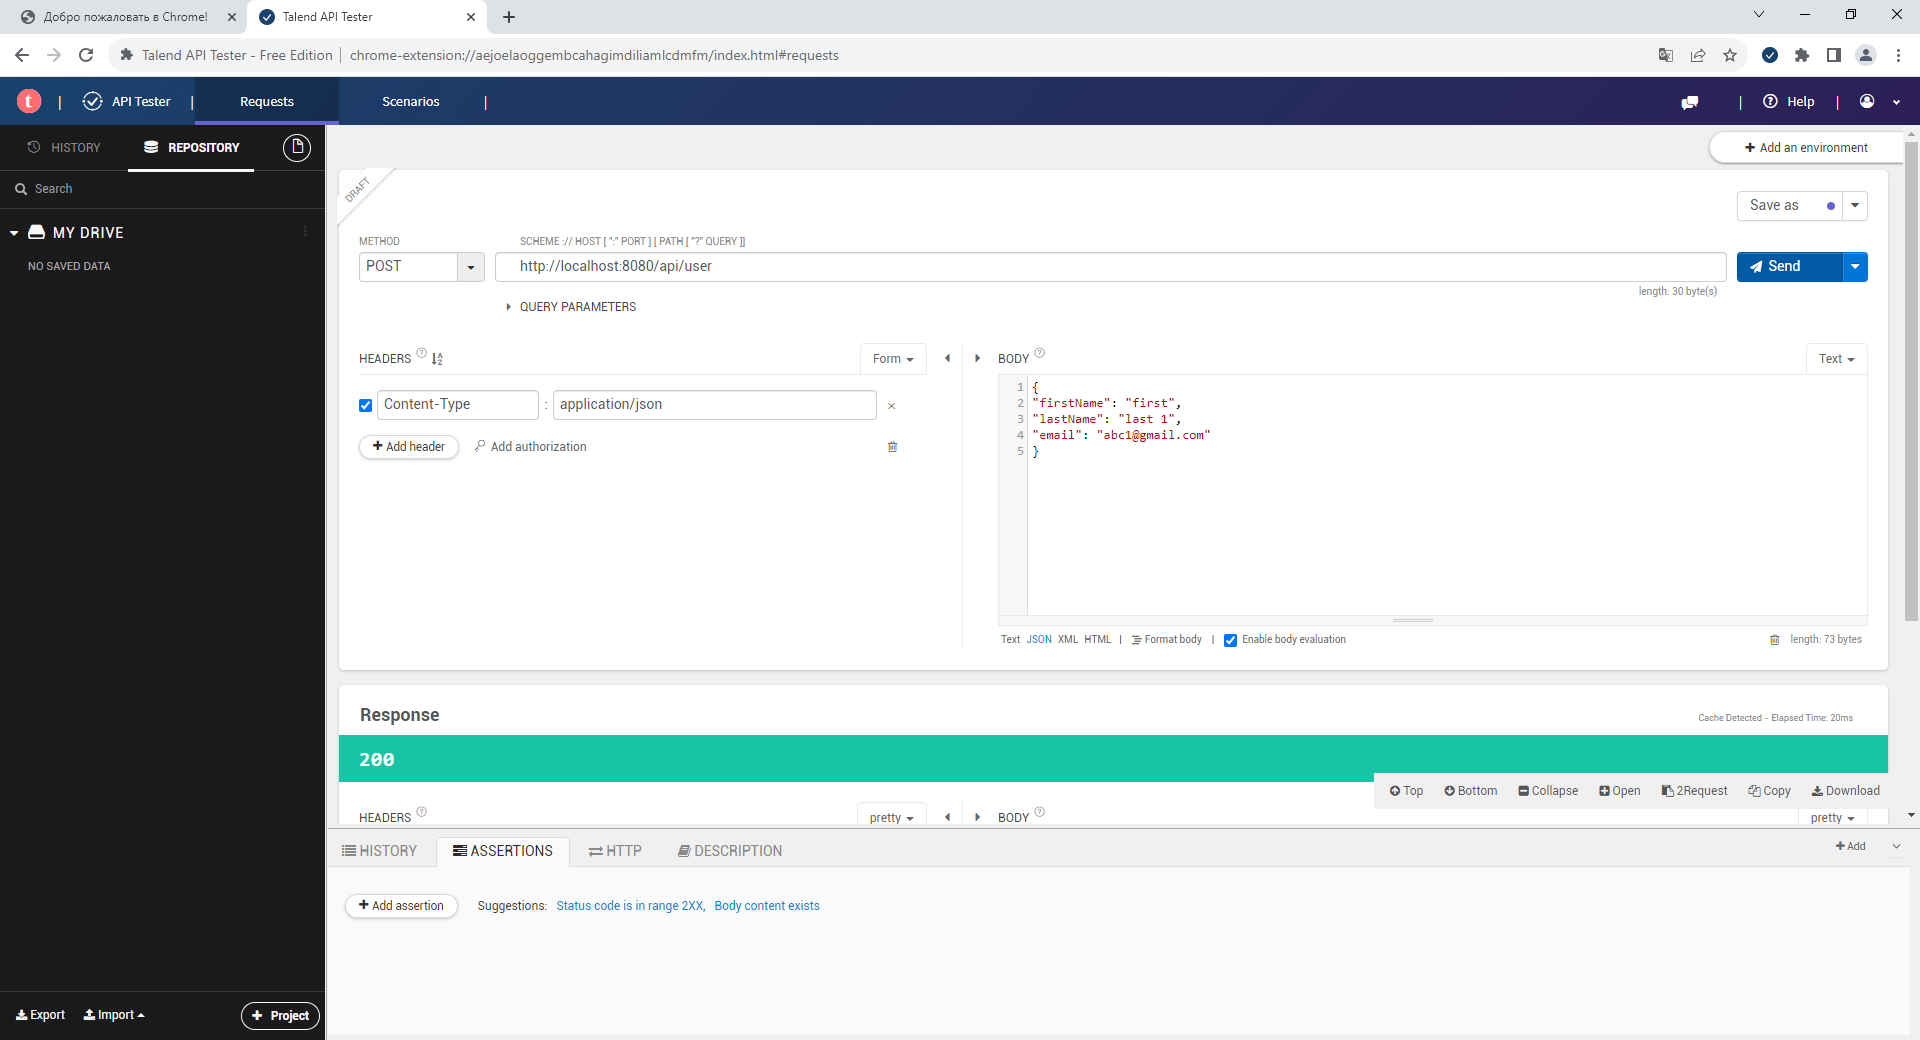 Добро пожаловать в Chrome!
Talend API Tester
Talend API Tester - Free Edition
chrome-extension://aejoelaoggembcahagimdiliamlcdmfm/index.html#requests
t | API Tester |
Requests
Scenarios |
| Help |
HISTORY
REPOSITORY
Search
MY DRIVE
NO SAVED DATA
Add an environment
DRAFT
Save as
METHOD
SCHEME :// HOST [ ":" PORT ] [ PATH [ "?" QUERY ]]
POST
http://localhost:8080/api/user
Send
length: 30 byte(s)
QUERY PARAMETERS
HEADERS ?
Form
BODY ?
Text
Content-Type : application/json
Add header
Add authorization
1 {
2 "firstName": "first",
3 "lastName": "last 1",
4 "email": "abc1@gmail.com"
5 }
Text JSON XML HTML | Format body | Enable body evaluation
length: 73 bytes
Response
Cache Detected - Elapsed Time: 20ms
200
Top Bottom Collapse Open 2Request Copy Download
HEADERS ?
pretty
BODY ?
pretty
HISTORY
ASSERTIONS
HTTP
DESCRIPTION
Add
Add assertion
Suggestions: Status code is in range 2XX, Body content exists
Export
Import
Project